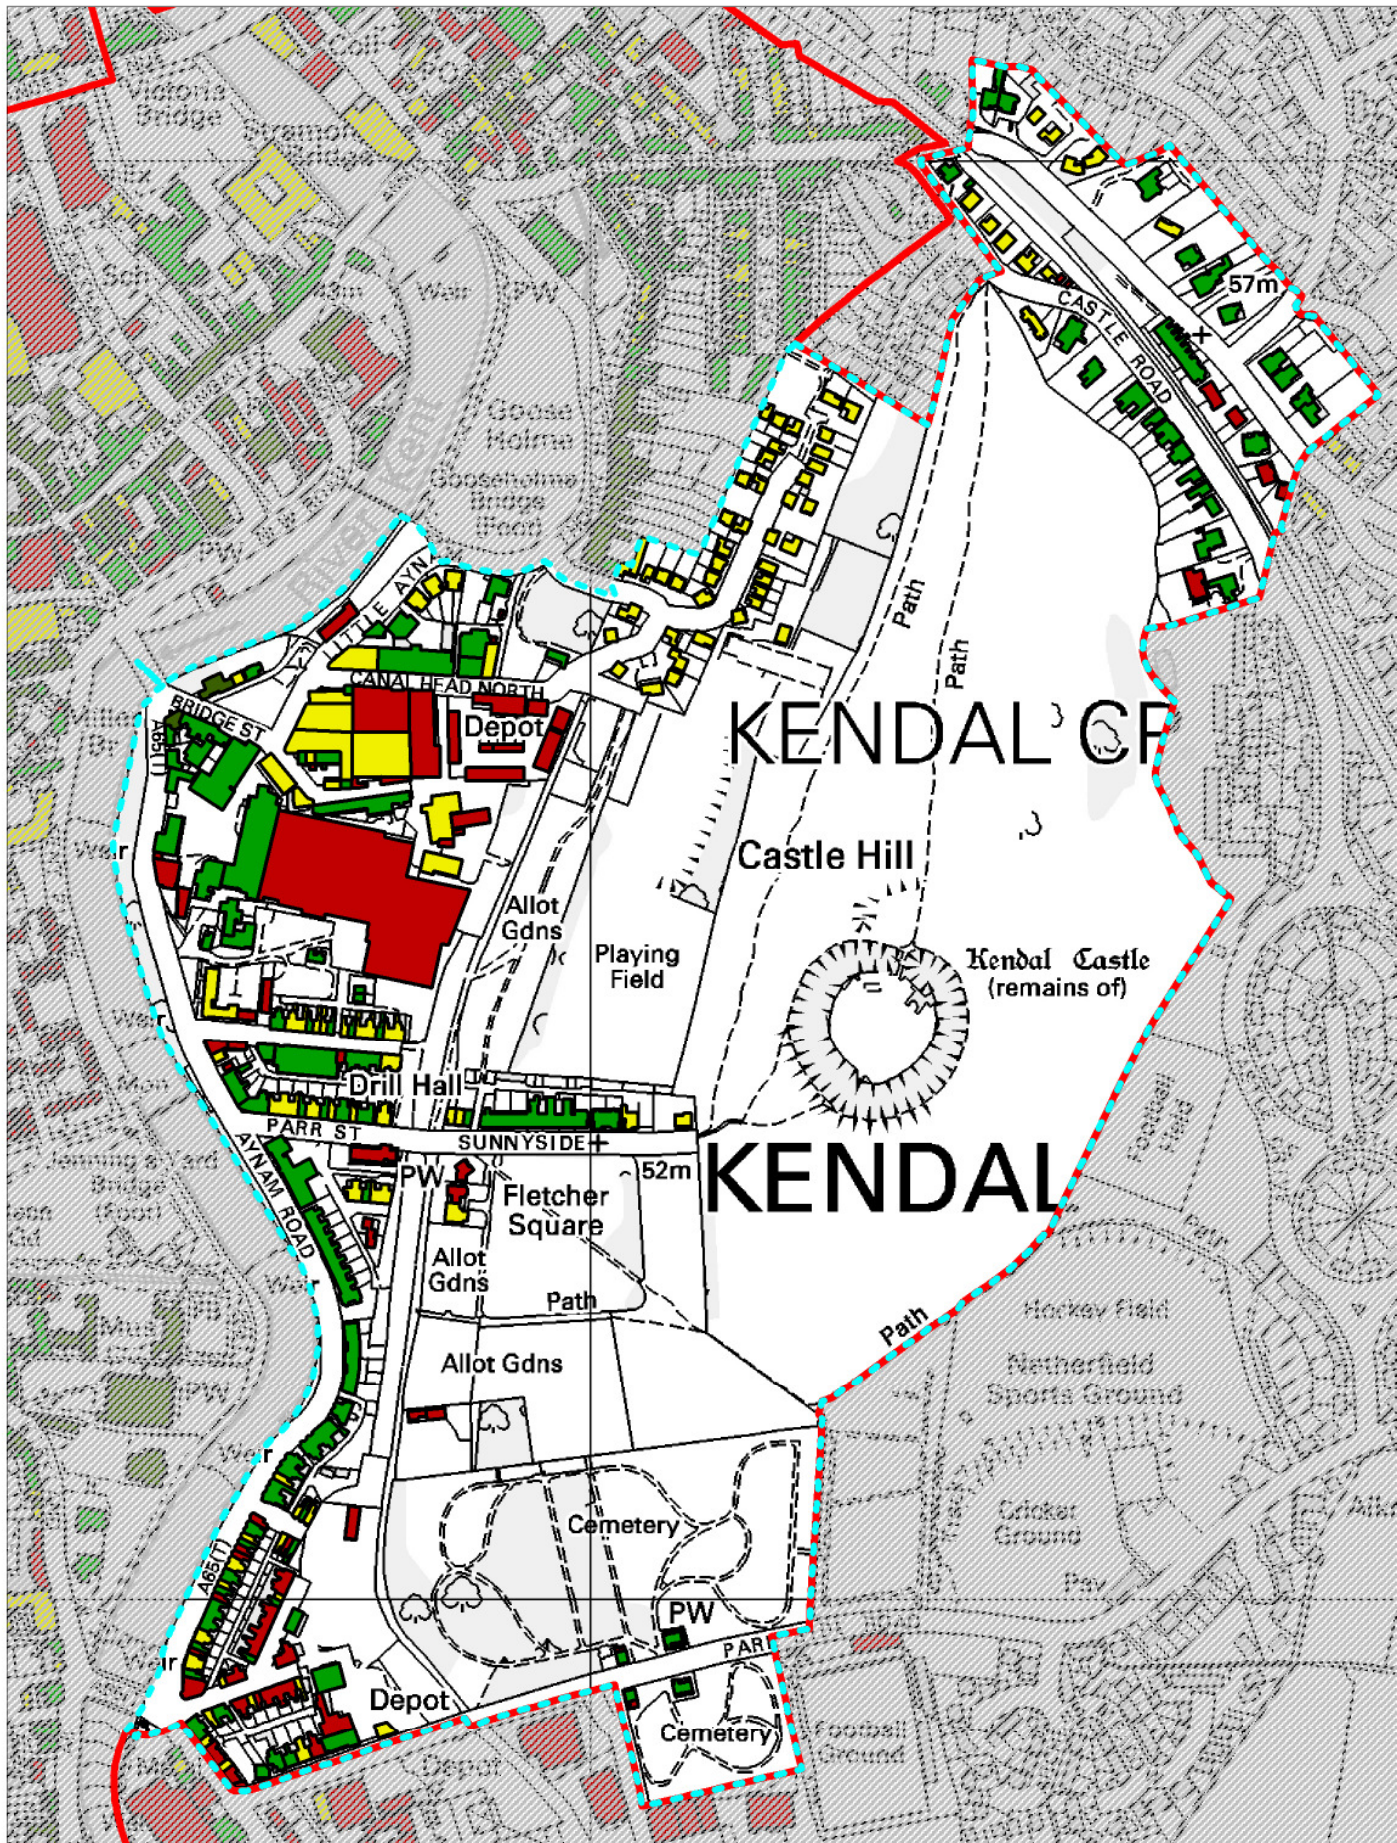 57m
CASTLE ROAD
Goose
Holme
River Kent
LITTLE AYN
Path
Path
CANAL HEAD NORTH
BRIDGE ST
A65(T)
Depot
KENDAL CP
Castle Hill
Allot
Gdns
Playing
Field
Kendal Castle
(remains of)
Drill Hall
PARR ST
SUNNYSIDE
52m
KENDAL
PW
Fletcher
Square
AYNAM ROAD
Allot
Gdns
Path
Path
Hockey Field
Allot Gdns
Netherfield
Sports Ground
Cemetery
Cricket
Ground
A65(T)
PW
PAR
Depot
Cemetery
Football
Ground